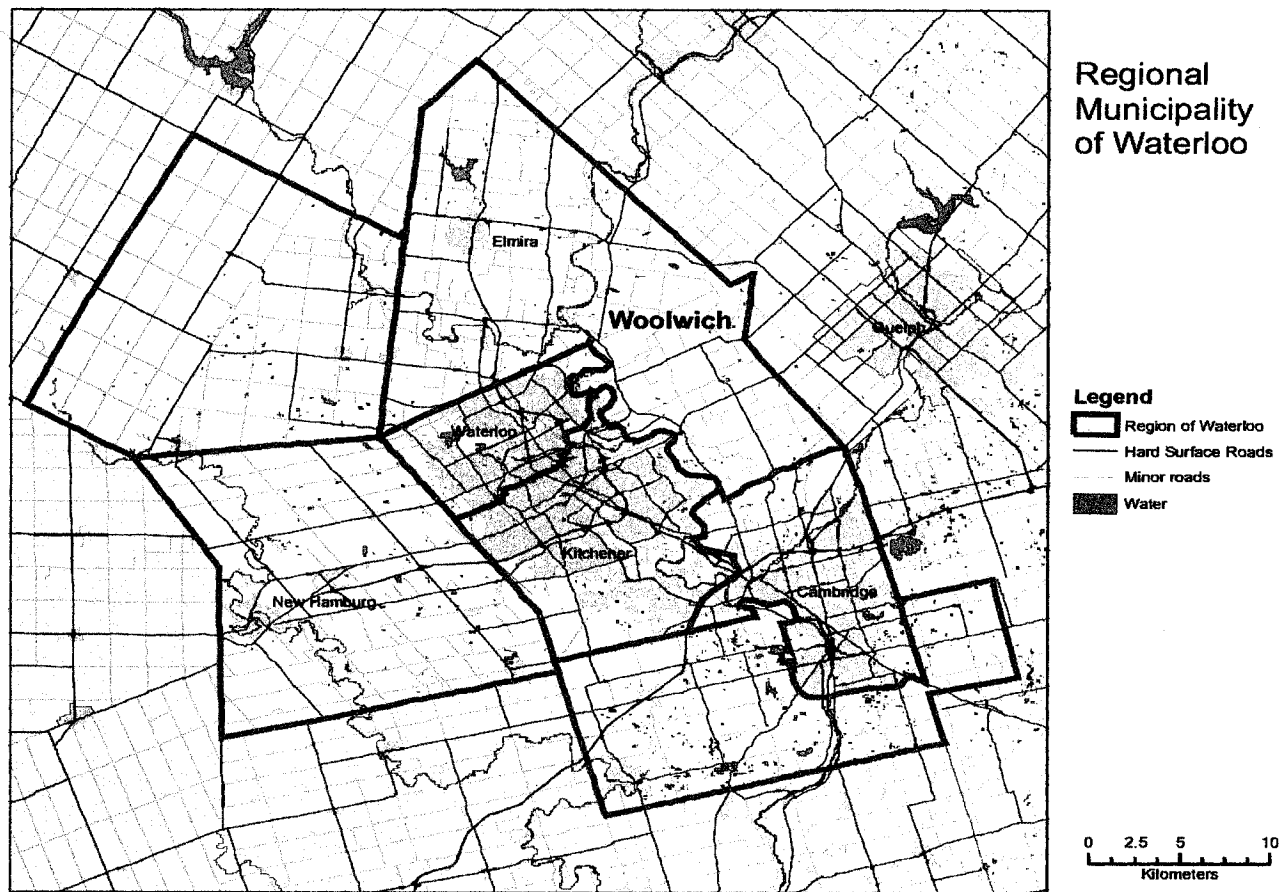 Regional
Municipality
of Waterloo
Elmira
Woolwich
Guelph
Waterloo
Kitchener
New Hamburg
Cambridge
Legend
Region of Waterloo
Hard Surface Roads
Minor roads
Water
0 2.5 5 10
Kilometers